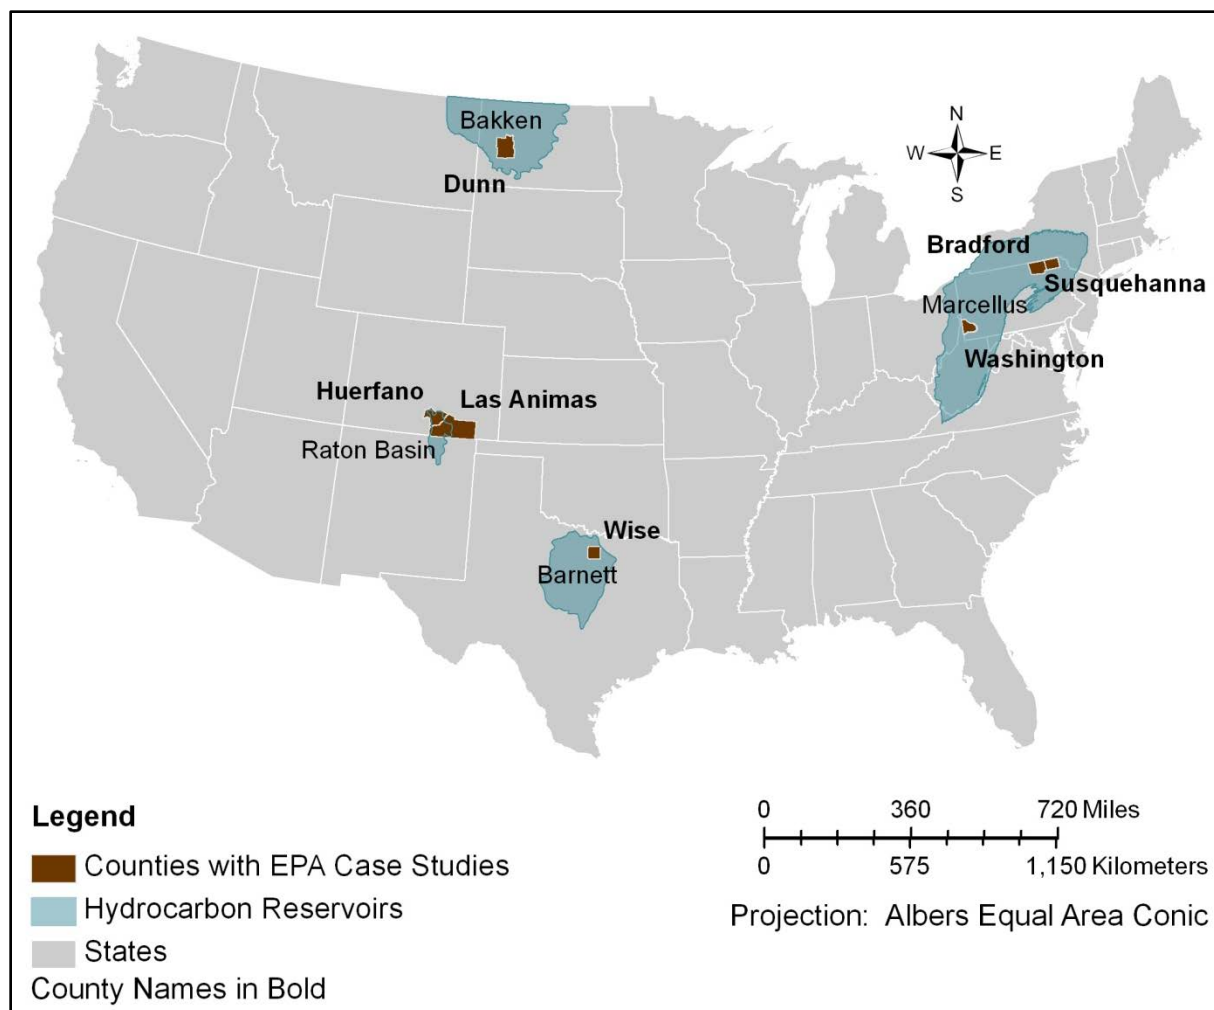 Bakken
Dunn
N
W E
S
Bradford
Susquehanna
Marcellus
Washington
Huerfano
Las Animas
Raton Basin
Wise
Barnett
Legend
Counties with EPA Case Studies
Hydrocarbon Reservoirs
States
County Names in Bold
0 360 720 Miles
0 575 1,150 Kilometers
Projection: Albers Equal Area Conic